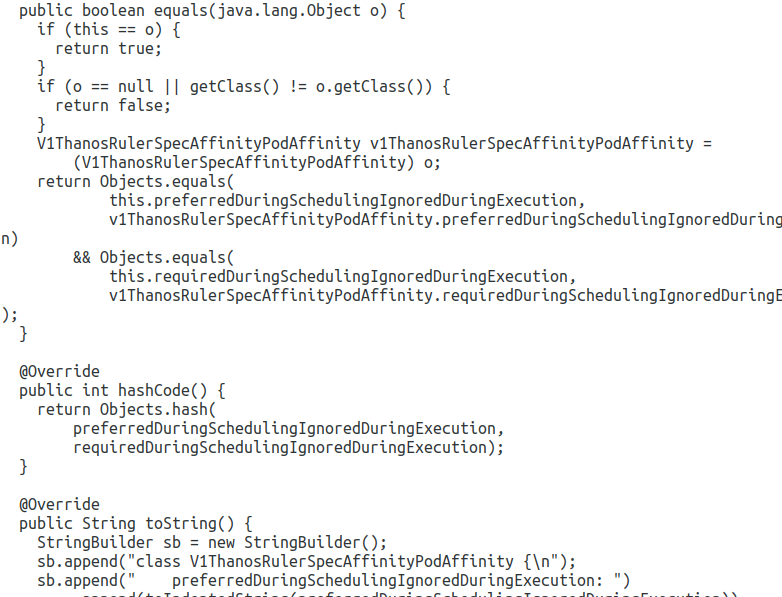 public boolean equals(java.lang.Object o) {
    if (this == o) {
      return true;
    }
    if (o == null || getClass() != o.getClass()) {
      return false;
    }
    V1ThanosRulerSpecAffinityPodAffinity v1ThanosRulerSpecAffinityPodAffinity =
        (V1ThanosRulerSpecAffinityPodAffinity) o;
    return Objects.equals(
            this.preferredDuringSchedulingIgnoredDuringExecution,
            v1ThanosRulerSpecAffinityPodAffinity.preferredDuringSchedulingIgnoredDuring
n)
        && Objects.equals(
            this.requiredDuringSchedulingIgnoredDuringExecution,
            v1ThanosRulerSpecAffinityPodAffinity.requiredDuringSchedulingIgnoredDuringE
);
  }
  @Override
  public int hashCode() {
    return Objects.hash(
        preferredDuringSchedulingIgnoredDuringExecution,
        requiredDuringSchedulingIgnoredDuringExecution);
  }
  @Override
  public String toString() {
    StringBuilder sb = new StringBuilder();
    sb.append("class V1ThanosRulerSpecAffinityPodAffinity {\n");
    sb.append("    preferredDuringSchedulingIgnoredDuringExecution: ")